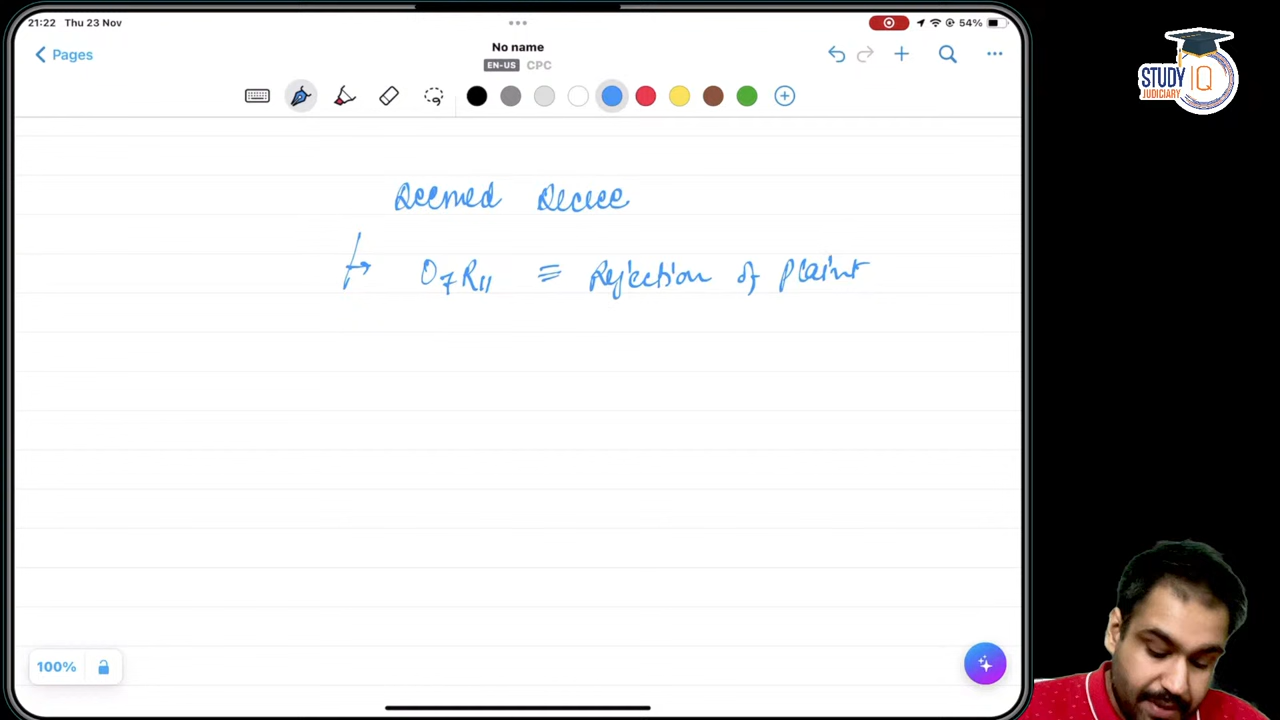 21:22 Thu 23 Nov
54%
Pages
No name
EN-US CPC
STUDY IQ
JUDICIARY
Deemed Decree
O7R11 ≡ Rejection of Plaint
100%